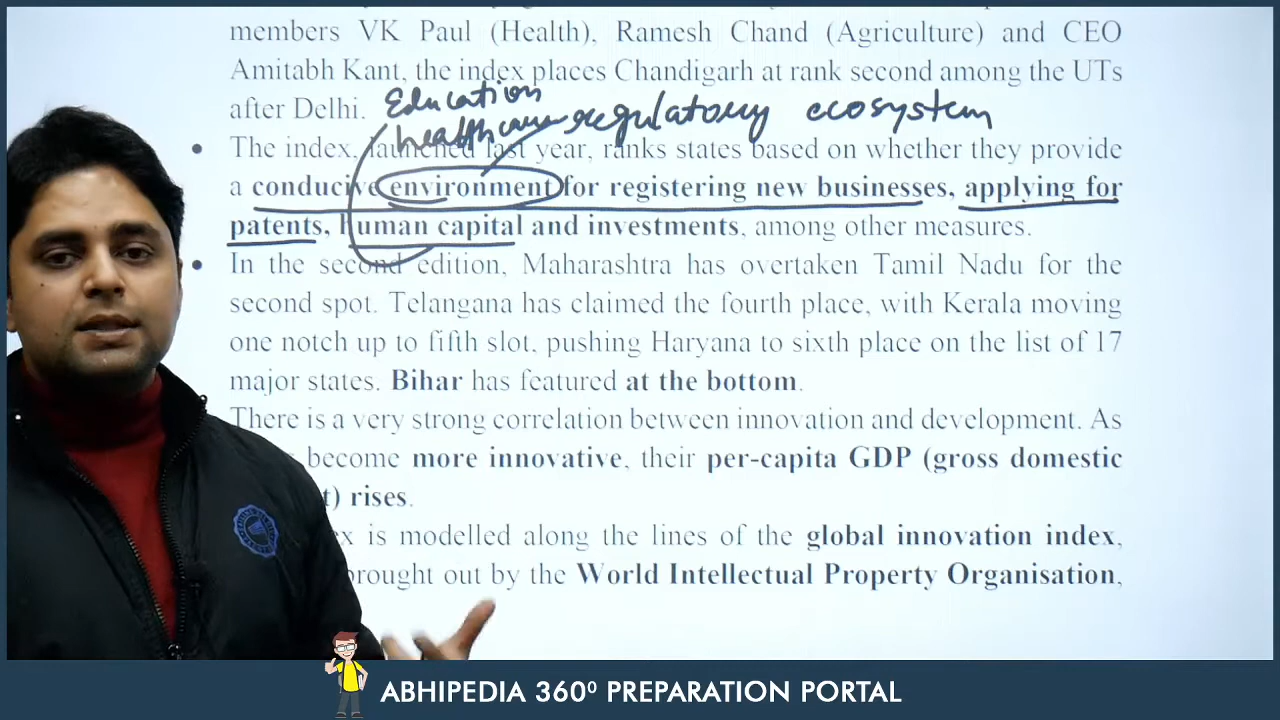 members VK Paul (Health), Ramesh Chand (Agriculture) and CEO
Amitabh Kant, the index places Chandigarh at rank second among the UTs
after Delhi.
Education
healthcare regulatory ecosystem
• The index, launched last year, ranks states based on whether they provide
a conducive environment for registering new businesses, applying for
patents, human capital and investments, among other measures.
• In the second edition, Maharashtra has overtaken Tamil Nadu for the
second spot. Telangana has claimed the fourth place, with Kerala moving
one notch up to fifth slot, pushing Haryana to sixth place on the list of 17
major states. Bihar has featured at the bottom.
There is a very strong correlation between innovation and development. As
become more innovative, their per-capita GDP (gross domestic
t) rises.
ex is modelled along the lines of the global innovation index,
brought out by the World Intellectual Property Organisation,
ABHIPEDIA 360⁰ PREPARATION PORTAL